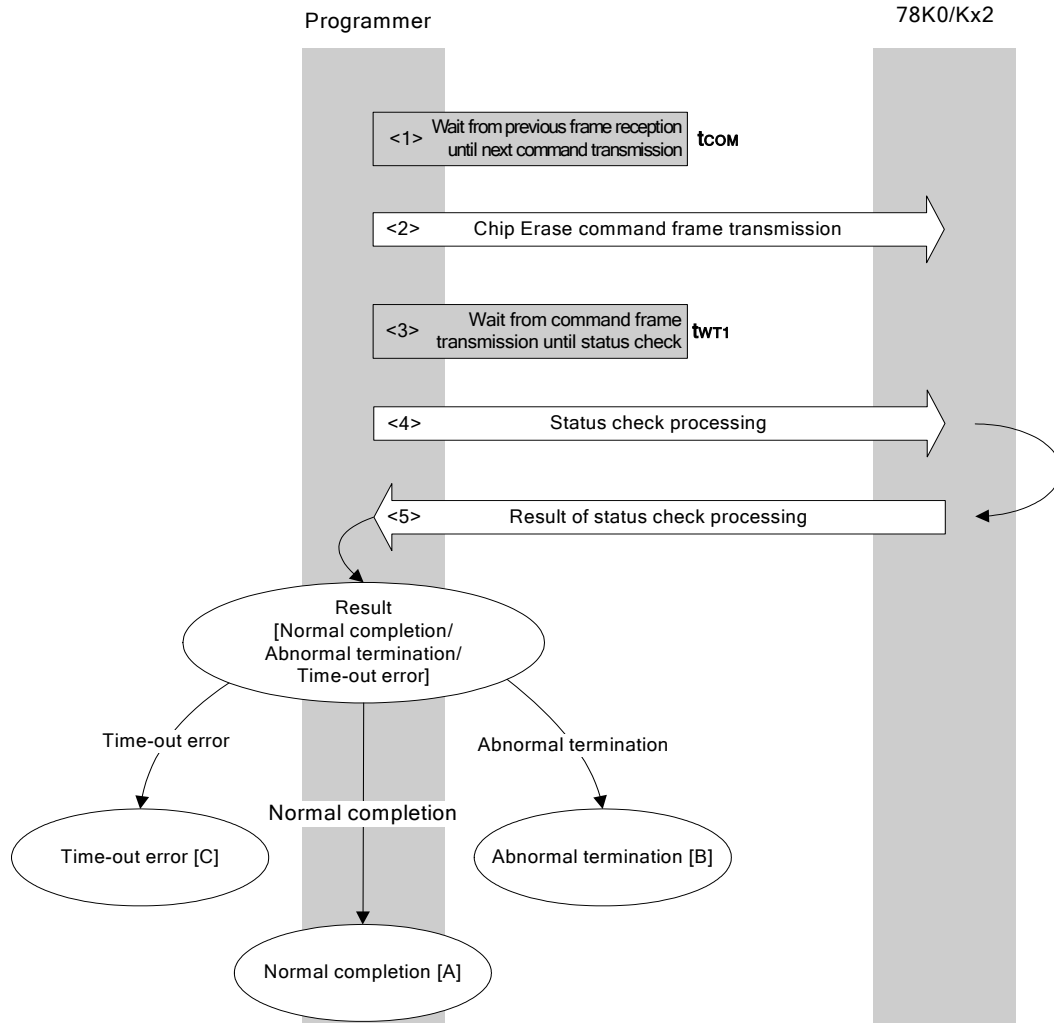 Programmer
78K0/Kx2
<1> Wait from previous frame reception
until next command transmission
tCOM
<2> Chip Erase command frame transmission
<3> Wait from command frame
transmission until status check
tWT1
<4> Status check processing
<5> Result of status check processing
Result
[Normal completion/
Abnormal termination/
Time-out error]
Time-out error
Abnormal termination
Normal completion
Time-out error [C]
Abnormal termination [B]
Normal completion [A]